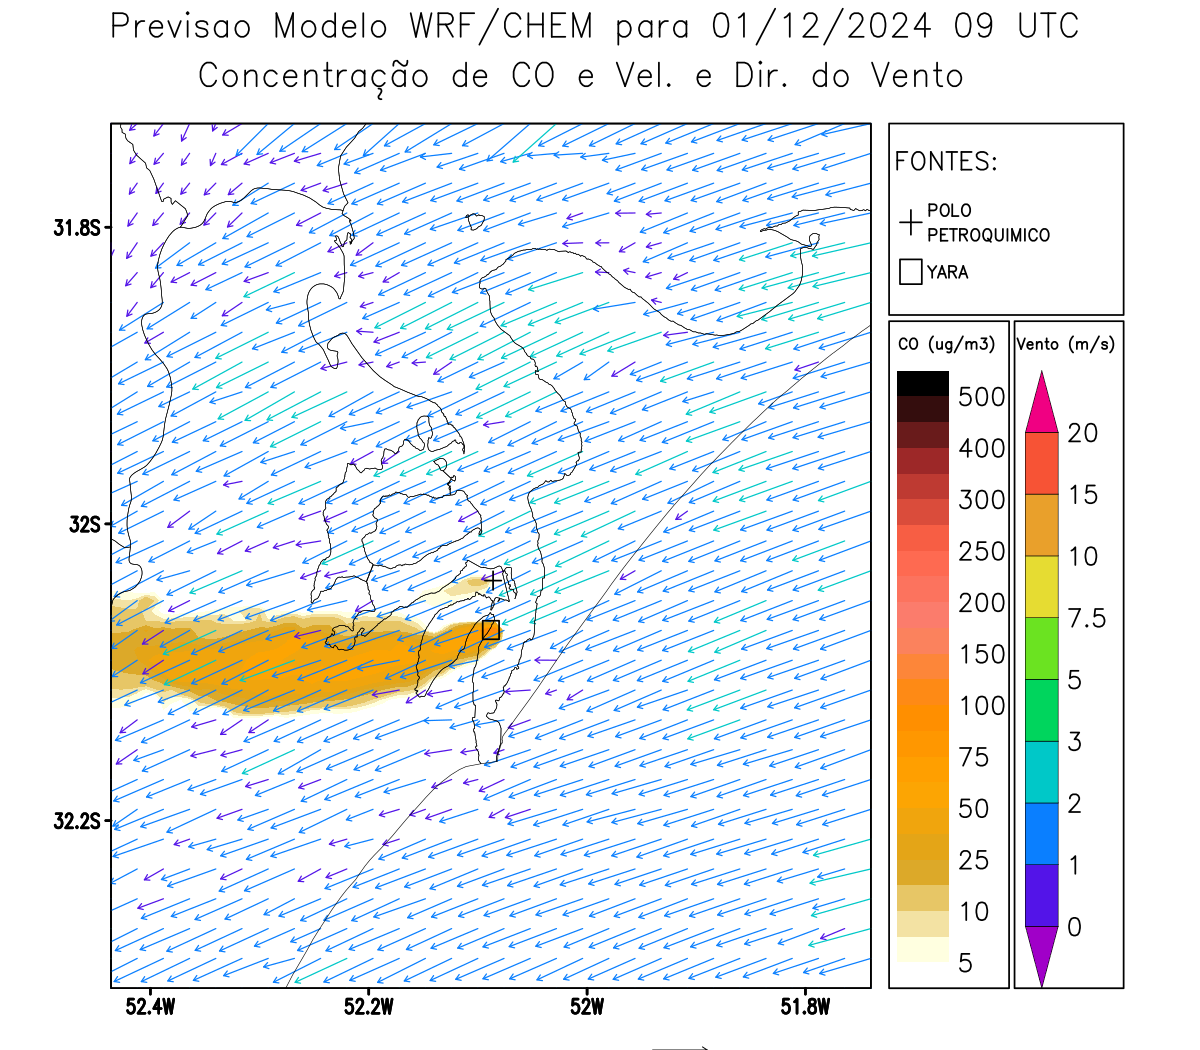 Previsao Modelo WRF/CHEM para 01/12/2024 09 UTC
Concentração de CO e Vel. e Dir. do Vento
FONTES:
POLO
PETROQUIMICO
YARA
CO (ug/m3)
500
400
300
250
200
150
100
75
50
25
10
5
Vento (m/s)
20
15
10
7.5
5
3
2
1
0
31.8S
32S
32.2S
52.4W
52.2W
52W
51.8W